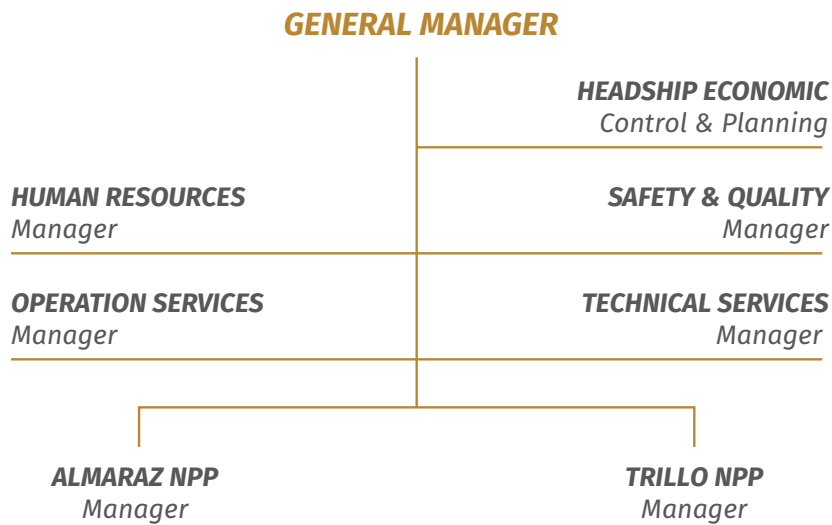 GENERAL MANAGER
HEADSHIP ECONOMIC
Control & Planning
HUMAN RESOURCES
Manager
SAFETY & QUALITY
Manager
OPERATION SERVICES
Manager
TECHNICAL SERVICES
Manager
ALMARAZ NPP
Manager
TRILLO NPP
Manager